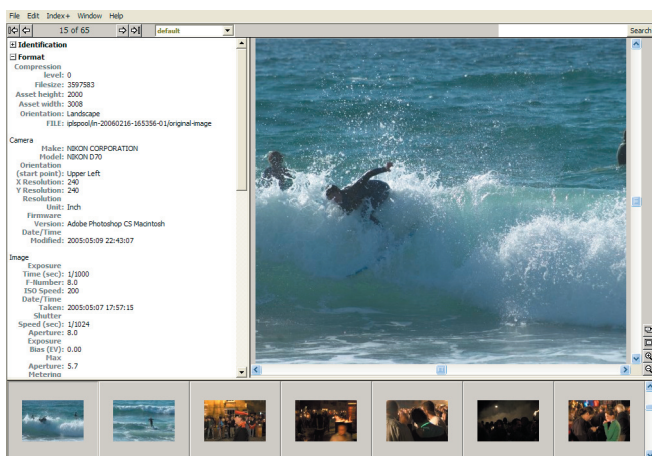 File Edit Index+ Window Help
15 of 65 default Search
Identification
Format
Compression
level: 0
Filesize: 3597583
Asset height: 2000
Asset width: 3008
Orientation: Landscape
FILE: iplspool/in-20060216-165356-01/original-image
Camera
Make: NIKON CORPORATION
Model: NIKON D70
Orientation
(start point): Upper Left
X Resolution: 240
Y Resolution: 240
Resolution
Unit: Inch
Firmware
Version: Adobe Photoshop CS Macintosh
Date/Time
Modified: 2005:05:09 22:43:07
Image
Exposure
Time (sec): 1/1000
F-Number: 8.0
ISO Speed: 200
Date/Time
Taken: 2005:05:07 17:57:15
Shutter
Speed (sec): 1/1024
Aperture: 8.0
Exposure
Bias (EV): 0.00
Max
Aperture: 5.7
Metering